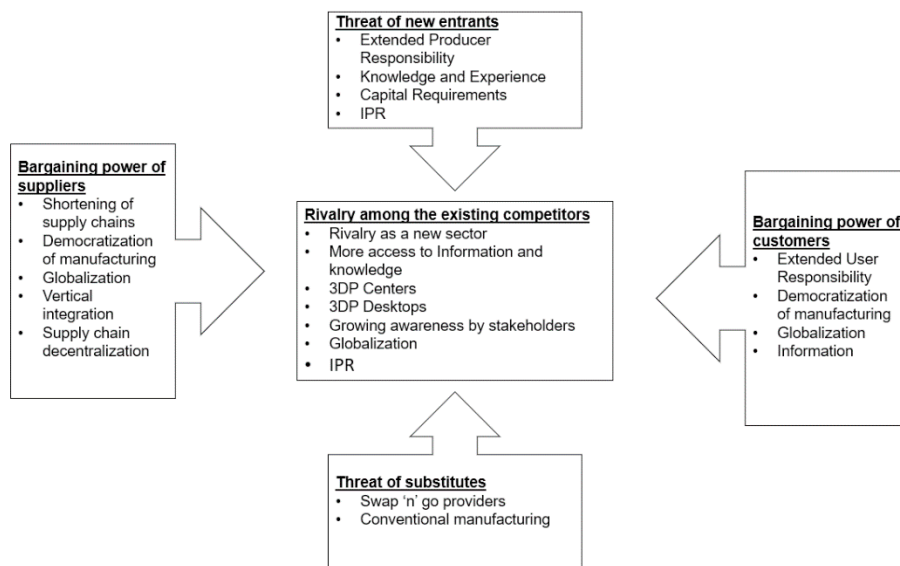 Threat of new entrants
• Extended Producer
Responsibility
• Knowledge and Experience
• Capital Requirements
• IPR
Bargaining power of
suppliers
• Shortening of
supply chains
• Democratization
of manufacturing
• Globalization
• Vertical
integration
• Supply chain
decentralization
Rivalry among the existing competitors
• Rivalry as a new sector
• More access to Information and
knowledge
• 3DP Centers
• 3DP Desktops
• Growing awareness by stakeholders
• Globalization
• IPR
Bargaining power of
customers
• Extended User
Responsibility
• Democratization
of manufacturing
• Globalization
• Information
Threat of substitutes
• Swap ‘n’ go providers
• Conventional manufacturing